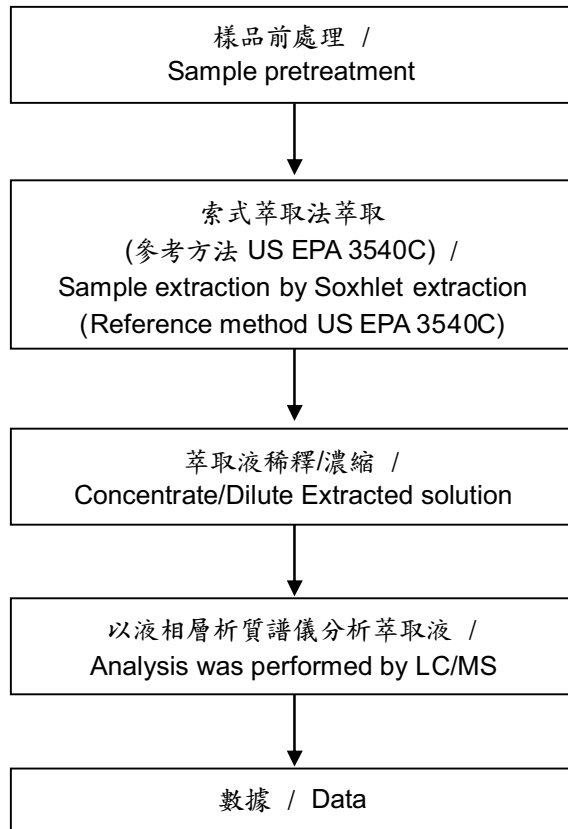 樣品前處理 /
Sample pretreatment
索式萃取法萃取
(參考方法 US EPA 3540C) /
Sample extraction by Soxhlet extraction
(Reference method US EPA 3540C)
萃取液稀釋/濃縮 /
Concentrate/Dilute Extracted solution
以液相層析質譜儀分析萃取液 /
Analysis was performed by LC/MS
數據 / Data